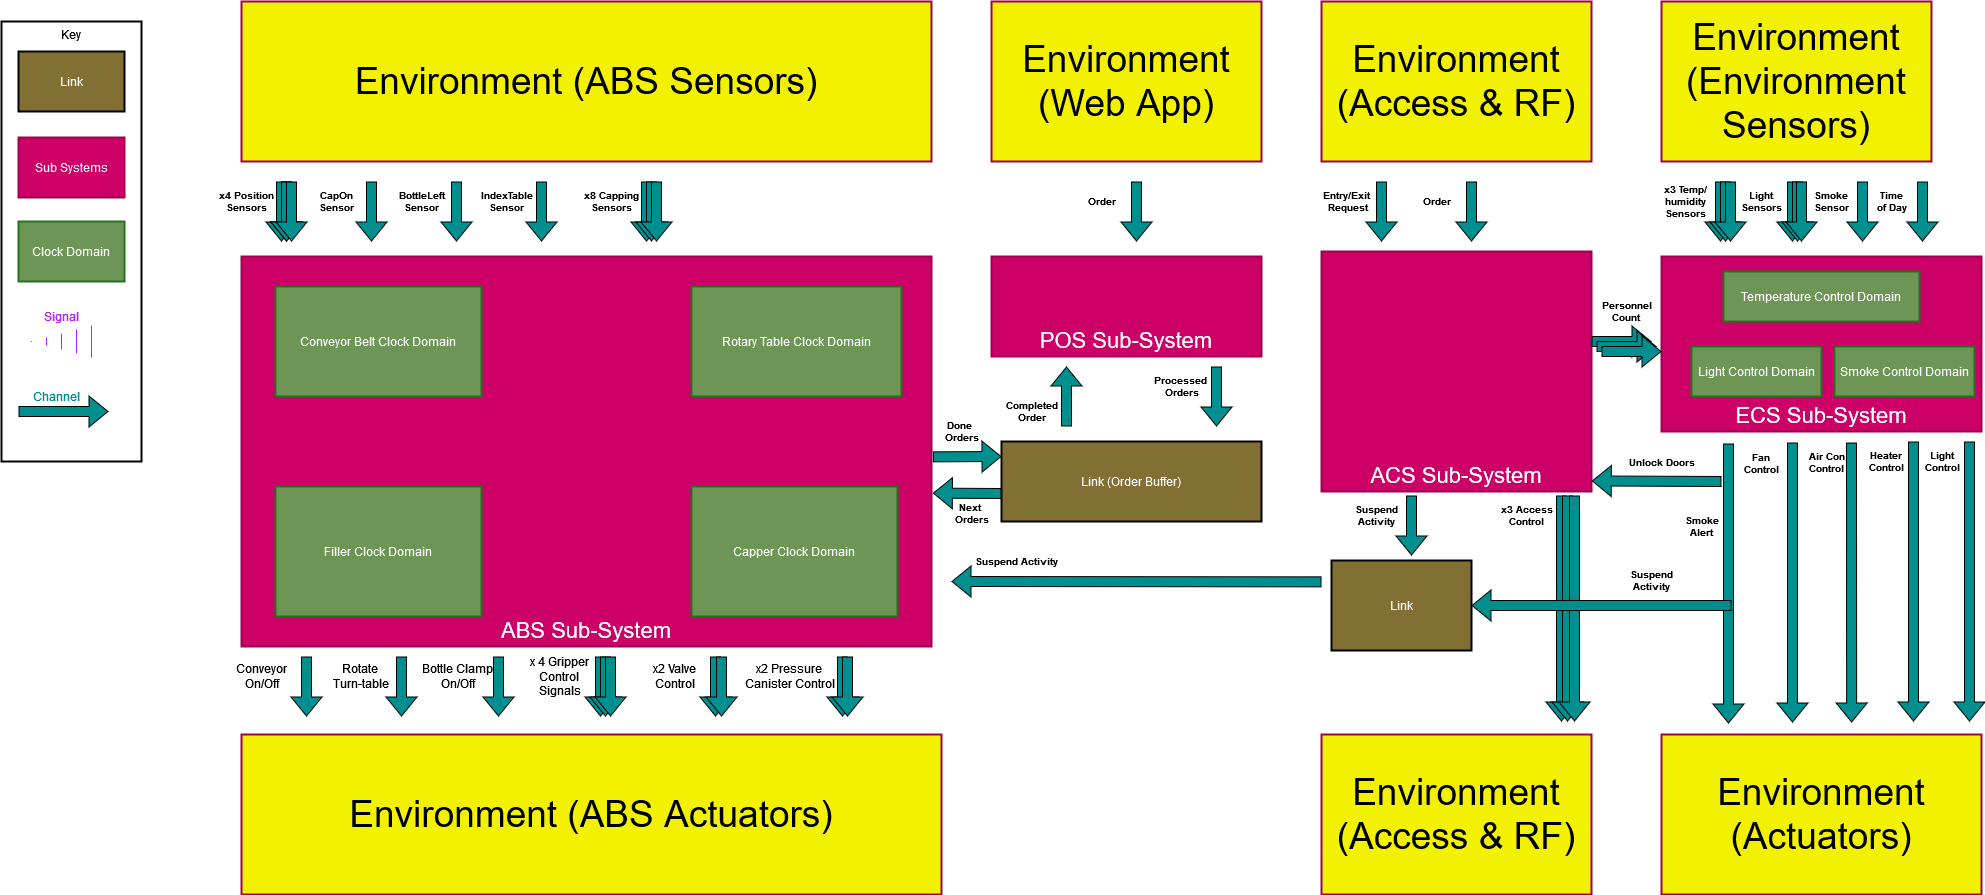 Key
Link
Sub Systems
Clock Domain
Signal
Channel
Environment (ABS Sensors)
Environment
(Web App)
Environment
(Access & RF)
Environment
(Environment
Sensors)
x4 Position
Sensors
CapOn
Sensor
BottleLeft
Sensor
IndexTable
Sensor
x8 Capping
Sensors
Order
Entry/Exit
Request
Order
x3 Temp/
humidity
Sensors
Light
Sensors
Smoke
Sensor
Time
of Day
Conveyor Belt Clock Domain
Rotary Table Clock Domain
Filler Clock Domain
Capper Clock Domain
ABS Sub-System
POS Sub-System
Completed
Order
Processed
Orders
Done
Orders
Next
Orders
Link (Order Buffer)
ACS Sub-System
Personnel
Count
Temperature Control Domain
Light Control Domain
Smoke Control Domain
ECS Sub-System
Unlock Doors
Suspend
Activity
x3 Access
Control
Smoke
Alert
Fan
Control
Air Con
Control
Heater
Control
Light
Control
Suspend Activity
Link
Suspend
Activity
Conveyor
On/Off
Rotate
Turn-table
Bottle Clamp
On/Off
x 4 Gripper
Control
Signals
x2 Valve
Control
x2 Pressure
Canister Control
Environment (ABS Actuators)
Environment
(Access & RF)
Environment
(Actuators)